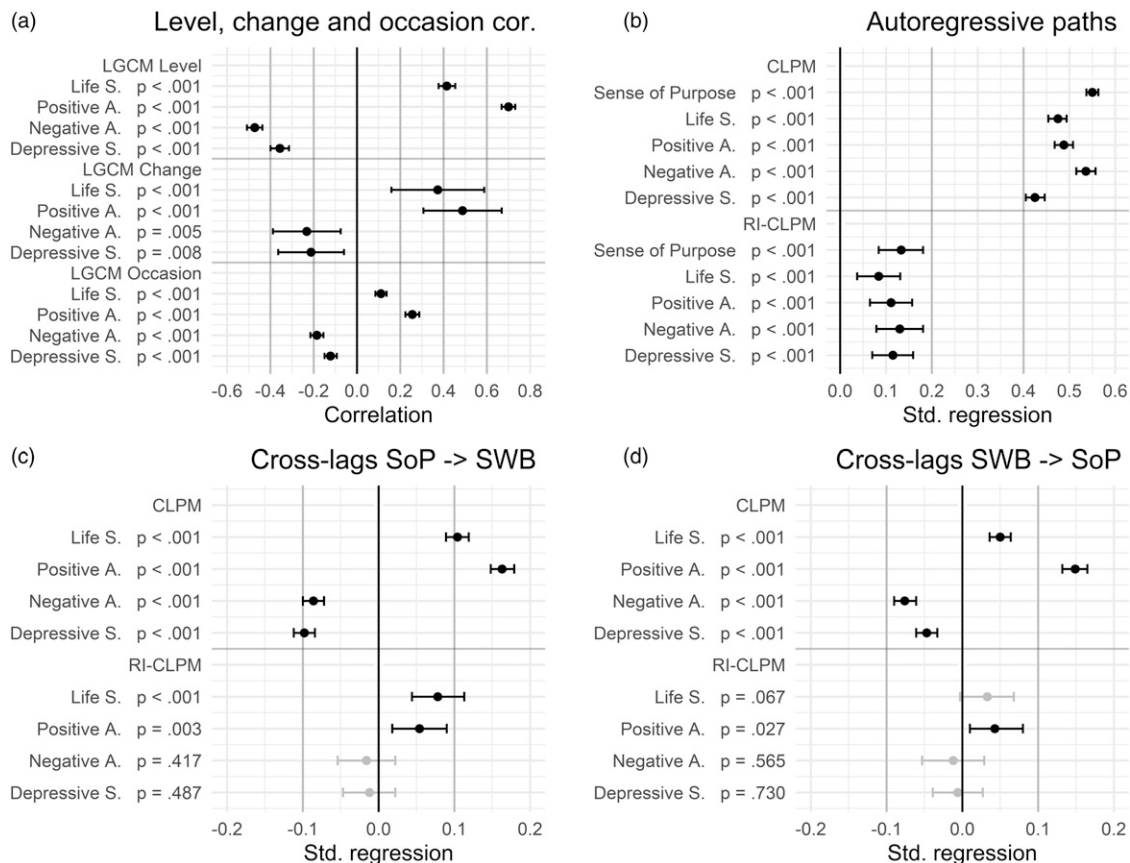 (a) Level, change and occasion cor.
LGCM Level
Life S. p < .001
Positive A. p < .001
Negative A. p < .001
Depressive S. p < .001
LGCM Change
Life S. p < .001
Positive A. p < .001
Negative A. p = .005
Depressive S. p = .008
LGCM Occasion
Life S. p < .001
Positive A. p < .001
Negative A. p < .001
Depressive S. p < .001
-0.6 -0.4 -0.2 0.0 0.2 0.4 0.6 0.8
Correlation
(b) Autoregressive paths
CLPM
Sense of Purpose p < .001
Life S. p < .001
Positive A. p < .001
Negative A. p < .001
Depressive S. p < .001
RI-CLPM
Sense of Purpose p < .001
Life S. p < .001
Positive A. p < .001
Negative A. p < .001
Depressive S. p < .001
0.0 0.1 0.2 0.3 0.4 0.5 0.6
Std. regression
(c) Cross-lags SoP -> SWB
CLPM
Life S. p < .001
Positive A. p < .001
Negative A. p < .001
Depressive S. p < .001
RI-CLPM
Life S. p < .001
Positive A. p = .003
Negative A. p = .417
Depressive S. p = .487
-0.2 -0.1 0.0 0.1 0.2
Std. regression
(d) Cross-lags SWB -> SoP
CLPM
Life S. p < .001
Positive A. p < .001
Negative A. p < .001
Depressive S. p < .001
RI-CLPM
Life S. p = .067
Positive A. p = .027
Negative A. p = .565
Depressive S. p = .730
-0.2 -0.1 0.0 0.1 0.2
Std. regression